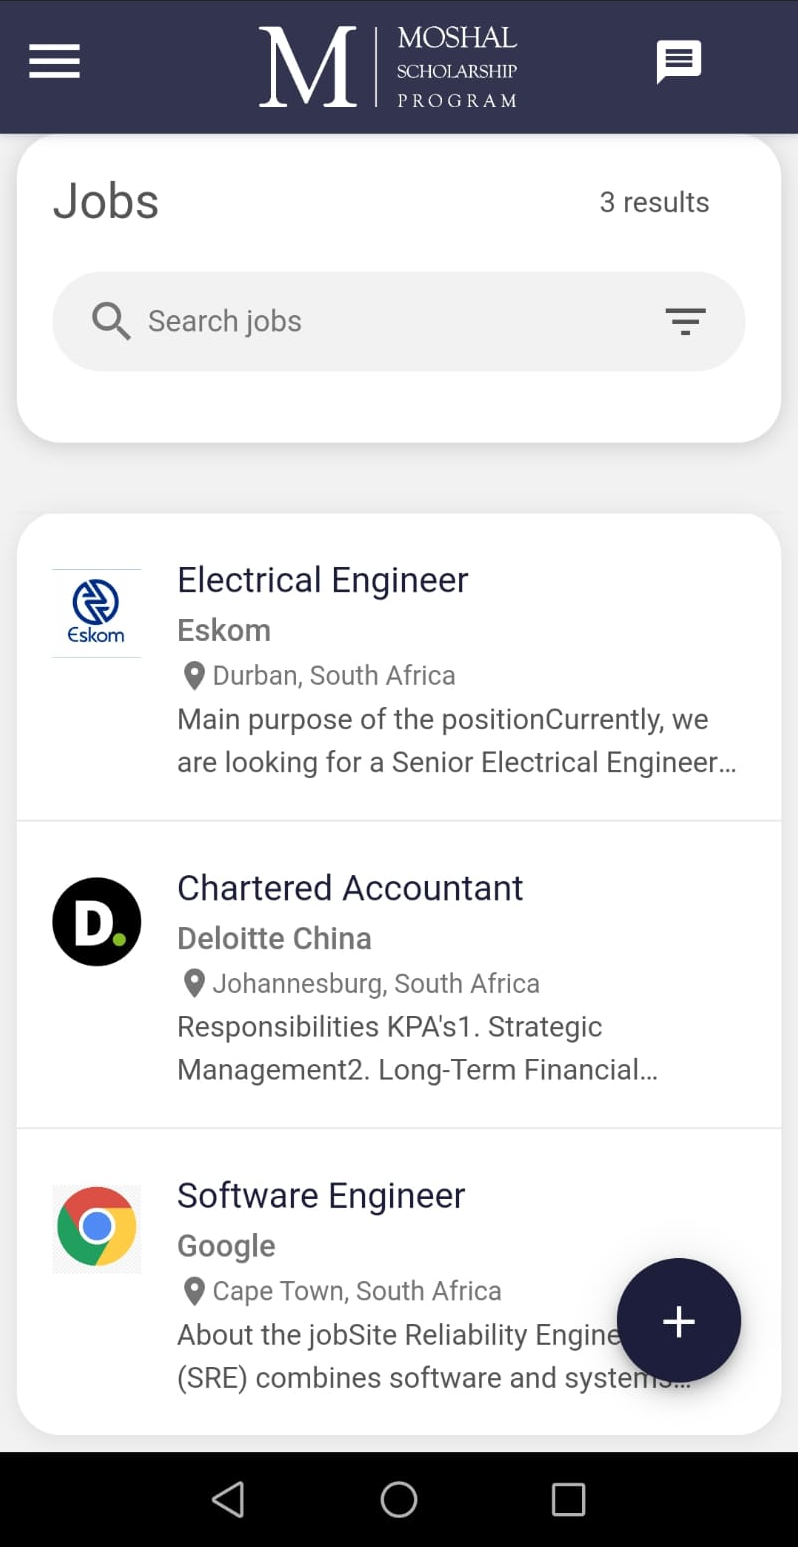 M
MOSHAL
SCHOLARSHIP
PROGRAM
Jobs
3 results
Search jobs
Eskom
Electrical Engineer
Eskom
Durban, South Africa
Main purpose of the positionCurrently, we
are looking for a Senior Electrical Engineer...
D.
Chartered Accountant
Deloitte China
Johannesburg, South Africa
Responsibilities KPA's1. Strategic
Management2. Long-Term Financial...
Software Engineer
Google
Cape Town, South Africa
About the jobSite Reliability Engine
(SRE) combines software and systems...
+